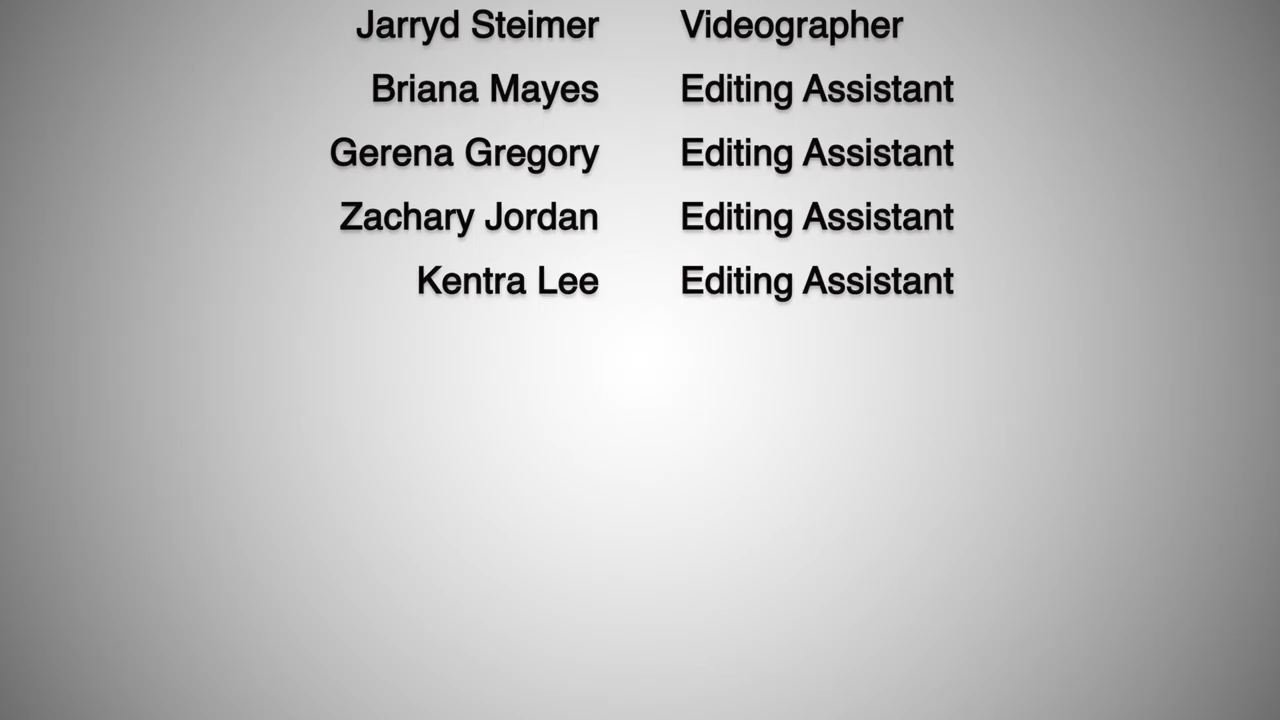 Jarryd Steimer Videographer
Briana Mayes Editing Assistant
Gerena Gregory Editing Assistant
Zachary Jordan Editing Assistant
Kentra Lee Editing Assistant